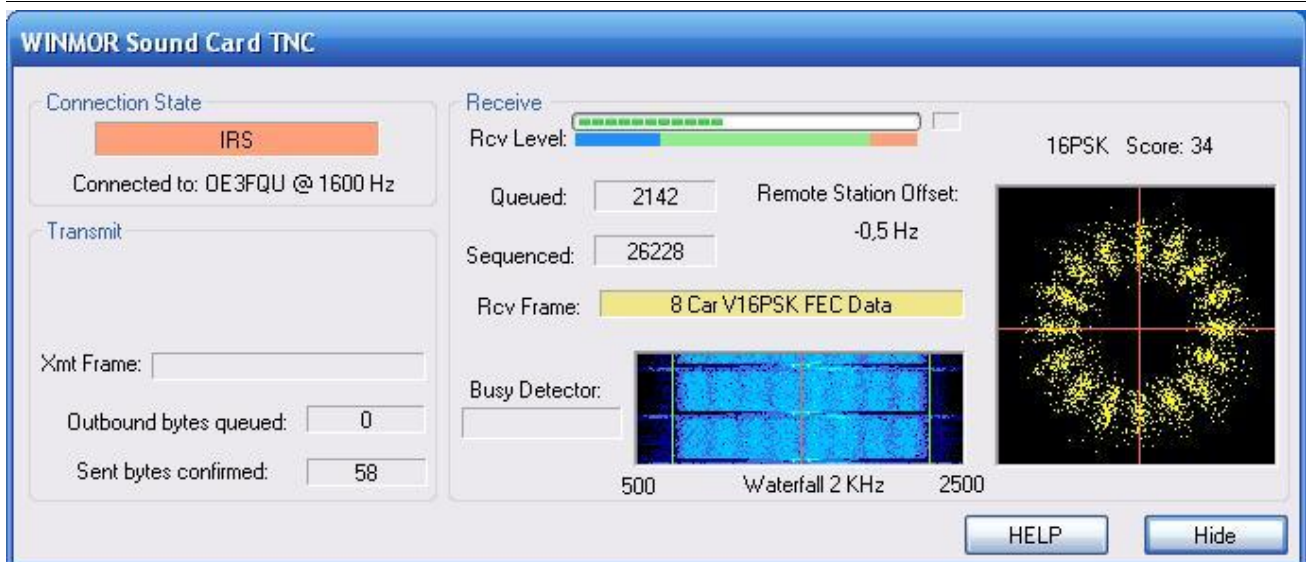 WINMOR Sound Card TNC
Connection State
IRS
Connected to: OE3FQU @ 1600 Hz
Transmit
Xmt Frame:
Outbound bytes queued: 0
Sent bytes confirmed: 58
Receive
Rcv Level:
Queued: 2142
Sequenced: 26228
Remote Station Offset:
-0,5 Hz
Rcv Frame: 8 Car V16PSK FEC Data
Busy Detector:
500 Waterfall 2 KHz 2500
16PSK Score: 34
HELP Hide